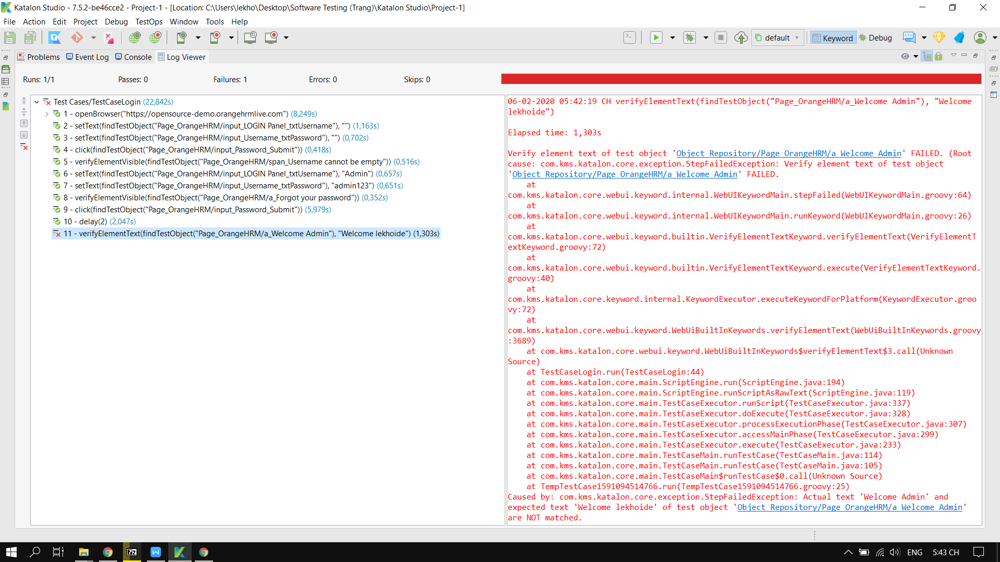 Katalon Studio - 7.5.2-be46cce2 - Project-1 - [Location: C:\Users\lekho\Desktop\Software Testing (Trang)\Katalon Studio\Project-1]
File Action Edit Project Debug TestOps Window Tools Help
default Keyword Debug
Problems Event Log Console Log Viewer
Runs: 1/1 Passes: 0 Failures: 1 Errors: 0 Skips: 0
Test Cases/TestCaseLogin (22,842s)
1 - openBrowser("https://opensource-demo.orangehrmlive.com") (8,249s)
2 - setText(findTestObject("Page_OrangeHRM/input_LOGIN Panel_txtUsername"), "") (1,163s)
3 - setText(findTestObject("Page_OrangeHRM/input_Username_txtPassword"), "") (0,702s)
4 - click(findTestObject("Page_OrangeHRM/input_Password_Submit")) (0,418s)
5 - verifyElementVisible(findTestObject("Page_OrangeHRM/span_Username cannot be empty")) (0,516s)
6 - setText(findTestObject("Page_OrangeHRM/input_LOGIN Panel_txtUsername"), "Admin") (0,657s)
7 - setText(findTestObject("Page_OrangeHRM/input_Username_txtPassword"), "admin123") (0,651s)
8 - verifyElementVisible(findTestObject("Page_OrangeHRM/a_Forgot your password")) (0,352s)
9 - click(findTestObject("Page_OrangeHRM/input_Password_Submit")) (5,979s)
10 - delay(2) (2,047s)
11 - verifyElementText(findTestObject("Page_OrangeHRM/a_Welcome Admin"), "Welcome lekhoide") (1,303s)
06-02-2020 05:42:19 CH verifyElementText(findTestObject("Page_OrangeHRM/a_Welcome Admin"), "Welcome
lekhoide")
Elapsed time: 1,303s
Verify element text of test object 'Object Repository/Page_OrangeHRM/a_Welcome Admin' FAILED. (Root
cause: com.kms.katalon.core.exception.StepFailedException: Verify element text of test object
'Object Repository/Page_OrangeHRM/a_Welcome Admin' FAILED.
at
com.kms.katalon.core.webui.keyword.internal.WebUIKeywordMain.stepFailed(WebUIKeywordMain.groovy:64)
at
com.kms.katalon.core.webui.keyword.internal.WebUIKeywordMain.runKeyword(WebUIKeywordMain.groovy:26)
at
com.kms.katalon.core.webui.keyword.builtin.VerifyElementTextKeyword.verifyElementText(VerifyElementT
extKeyword.groovy:72)
at
com.kms.katalon.core.webui.keyword.builtin.VerifyElementTextKeyword.execute(VerifyElementTextKeyword.
groovy:40)
at
com.kms.katalon.core.keyword.internal.KeywordExecutor.executeKeywordForPlatform(KeywordExecutor.groo
vy:72)
at
com.kms.katalon.core.webui.keyword.WebUiBuiltInKeywords.verifyElementText(WebUiBuiltInKeywords.groovy
:3689)
at com.kms.katalon.core.webui.keyword.WebUiBuiltInKeywords$verifyElementText$3.call(Unknown
Source)
at TestCaseLogin.run(TestCaseLogin:44)
at com.kms.katalon.core.main.ScriptEngine.run(ScriptEngine.java:194)
at com.kms.katalon.core.main.ScriptEngine.runScriptAsRawText(ScriptEngine.java:119)
at com.kms.katalon.core.main.TestCaseExecutor.runScript(TestCaseExecutor.java:337)
at com.kms.katalon.core.main.TestCaseExecutor.doExecute(TestCaseExecutor.java:328)
at com.kms.katalon.core.main.TestCaseExecutor.processExecutionPhase(TestCaseExecutor.java:307)
at com.kms.katalon.core.main.TestCaseExecutor.accessMainPhase(TestCaseExecutor.java:299)
at com.kms.katalon.core.main.TestCaseExecutor.execute(TestCaseExecutor.java:233)
at com.kms.katalon.core.main.TestCaseMain.runTestCase(TestCaseMain.java:114)
at com.kms.katalon.core.main.TestCaseMain.runTestCase(TestCaseMain.java:105)
at com.kms.katalon.core.main.TestCaseMain$runTestCase$0.call(Unknown Source)
at TempTestCase1591094514766.run(TempTestCase1591094514766.groovy:25)
Caused by: com.kms.katalon.core.exception.StepFailedException: Actual text 'Welcome Admin' and
expected text 'Welcome lekhoide' of test object 'Object Repository/Page_OrangeHRM/a_Welcome Admin'
are NOT matched.
ENG 5:43 CH